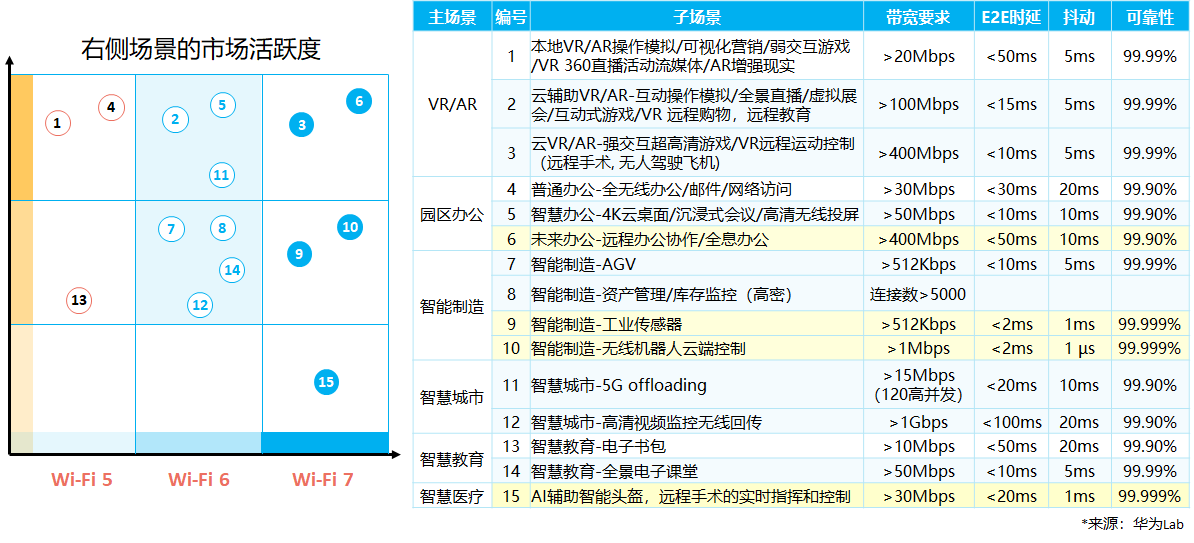 右侧场景的市场活跃度
1
4
2
5
11
3
6
13
7
8
14
12
9
10
15
Wi-Fi 5
Wi-Fi 6
Wi-Fi 7
主场景 编号 子场景 带宽要求 E2E时延 抖动 可靠性
VR/AR
1 本地VR/AR操作模拟/可视化营销/弱交互游戏
/VR 360直播活动流媒体/AR增强现实 >20Mbps <50ms 5ms 99.99%
2 云辅助VR/AR-互动操作模拟/全景直播/虚拟展
会/互动式游戏/VR 远程购物，远程教育 >100Mbps <15ms 5ms 99.99%
3 云VR/AR-强交互超高清游戏/VR远程运动控制
（远程手术, 无人驾驶飞机) >400Mbps <10ms 5ms 99.99%
园区办公
4 普通办公-全无线办公/邮件/网络访问 >30Mbps <30ms 20ms 99.90%
5 智慧办公-4K云桌面/沉浸式会议/高清无线投屏 >50Mbps <10ms 10ms 99.90%
6 未来办公-远程办公协作/全息办公 >400Mbps <50ms 10ms 99.90%
智能制造
7 智能制造-AGV >512Kbps <10ms 5ms 99.99%
8 智能制造-资产管理/库存监控（高密） 连接数>5000
9 智能制造-工业传感器 >512Kbps <2ms 1ms 99.999%
10 智能制造-无线机器人云端控制 >1Mbps <2ms 1 μs 99.999%
智慧城市
11 智慧城市-5G offloading >15Mbps
（120高并发） <20ms 10ms 99.90%
12 智慧城市-高清视频监控无线回传 >1Gbps <100ms 20ms 99.90%
智慧教育
13 智慧教育-电子书包 >10Mbps <50ms 20ms 99.90%
14 智慧教育-全景电子课堂 >50Mbps <10ms 5ms 99.99%
智慧医疗 15 AI辅助智能头盔，远程手术的实时指挥和控制 >30Mbps <20ms 1ms 99.999%
*来源：华为Lab